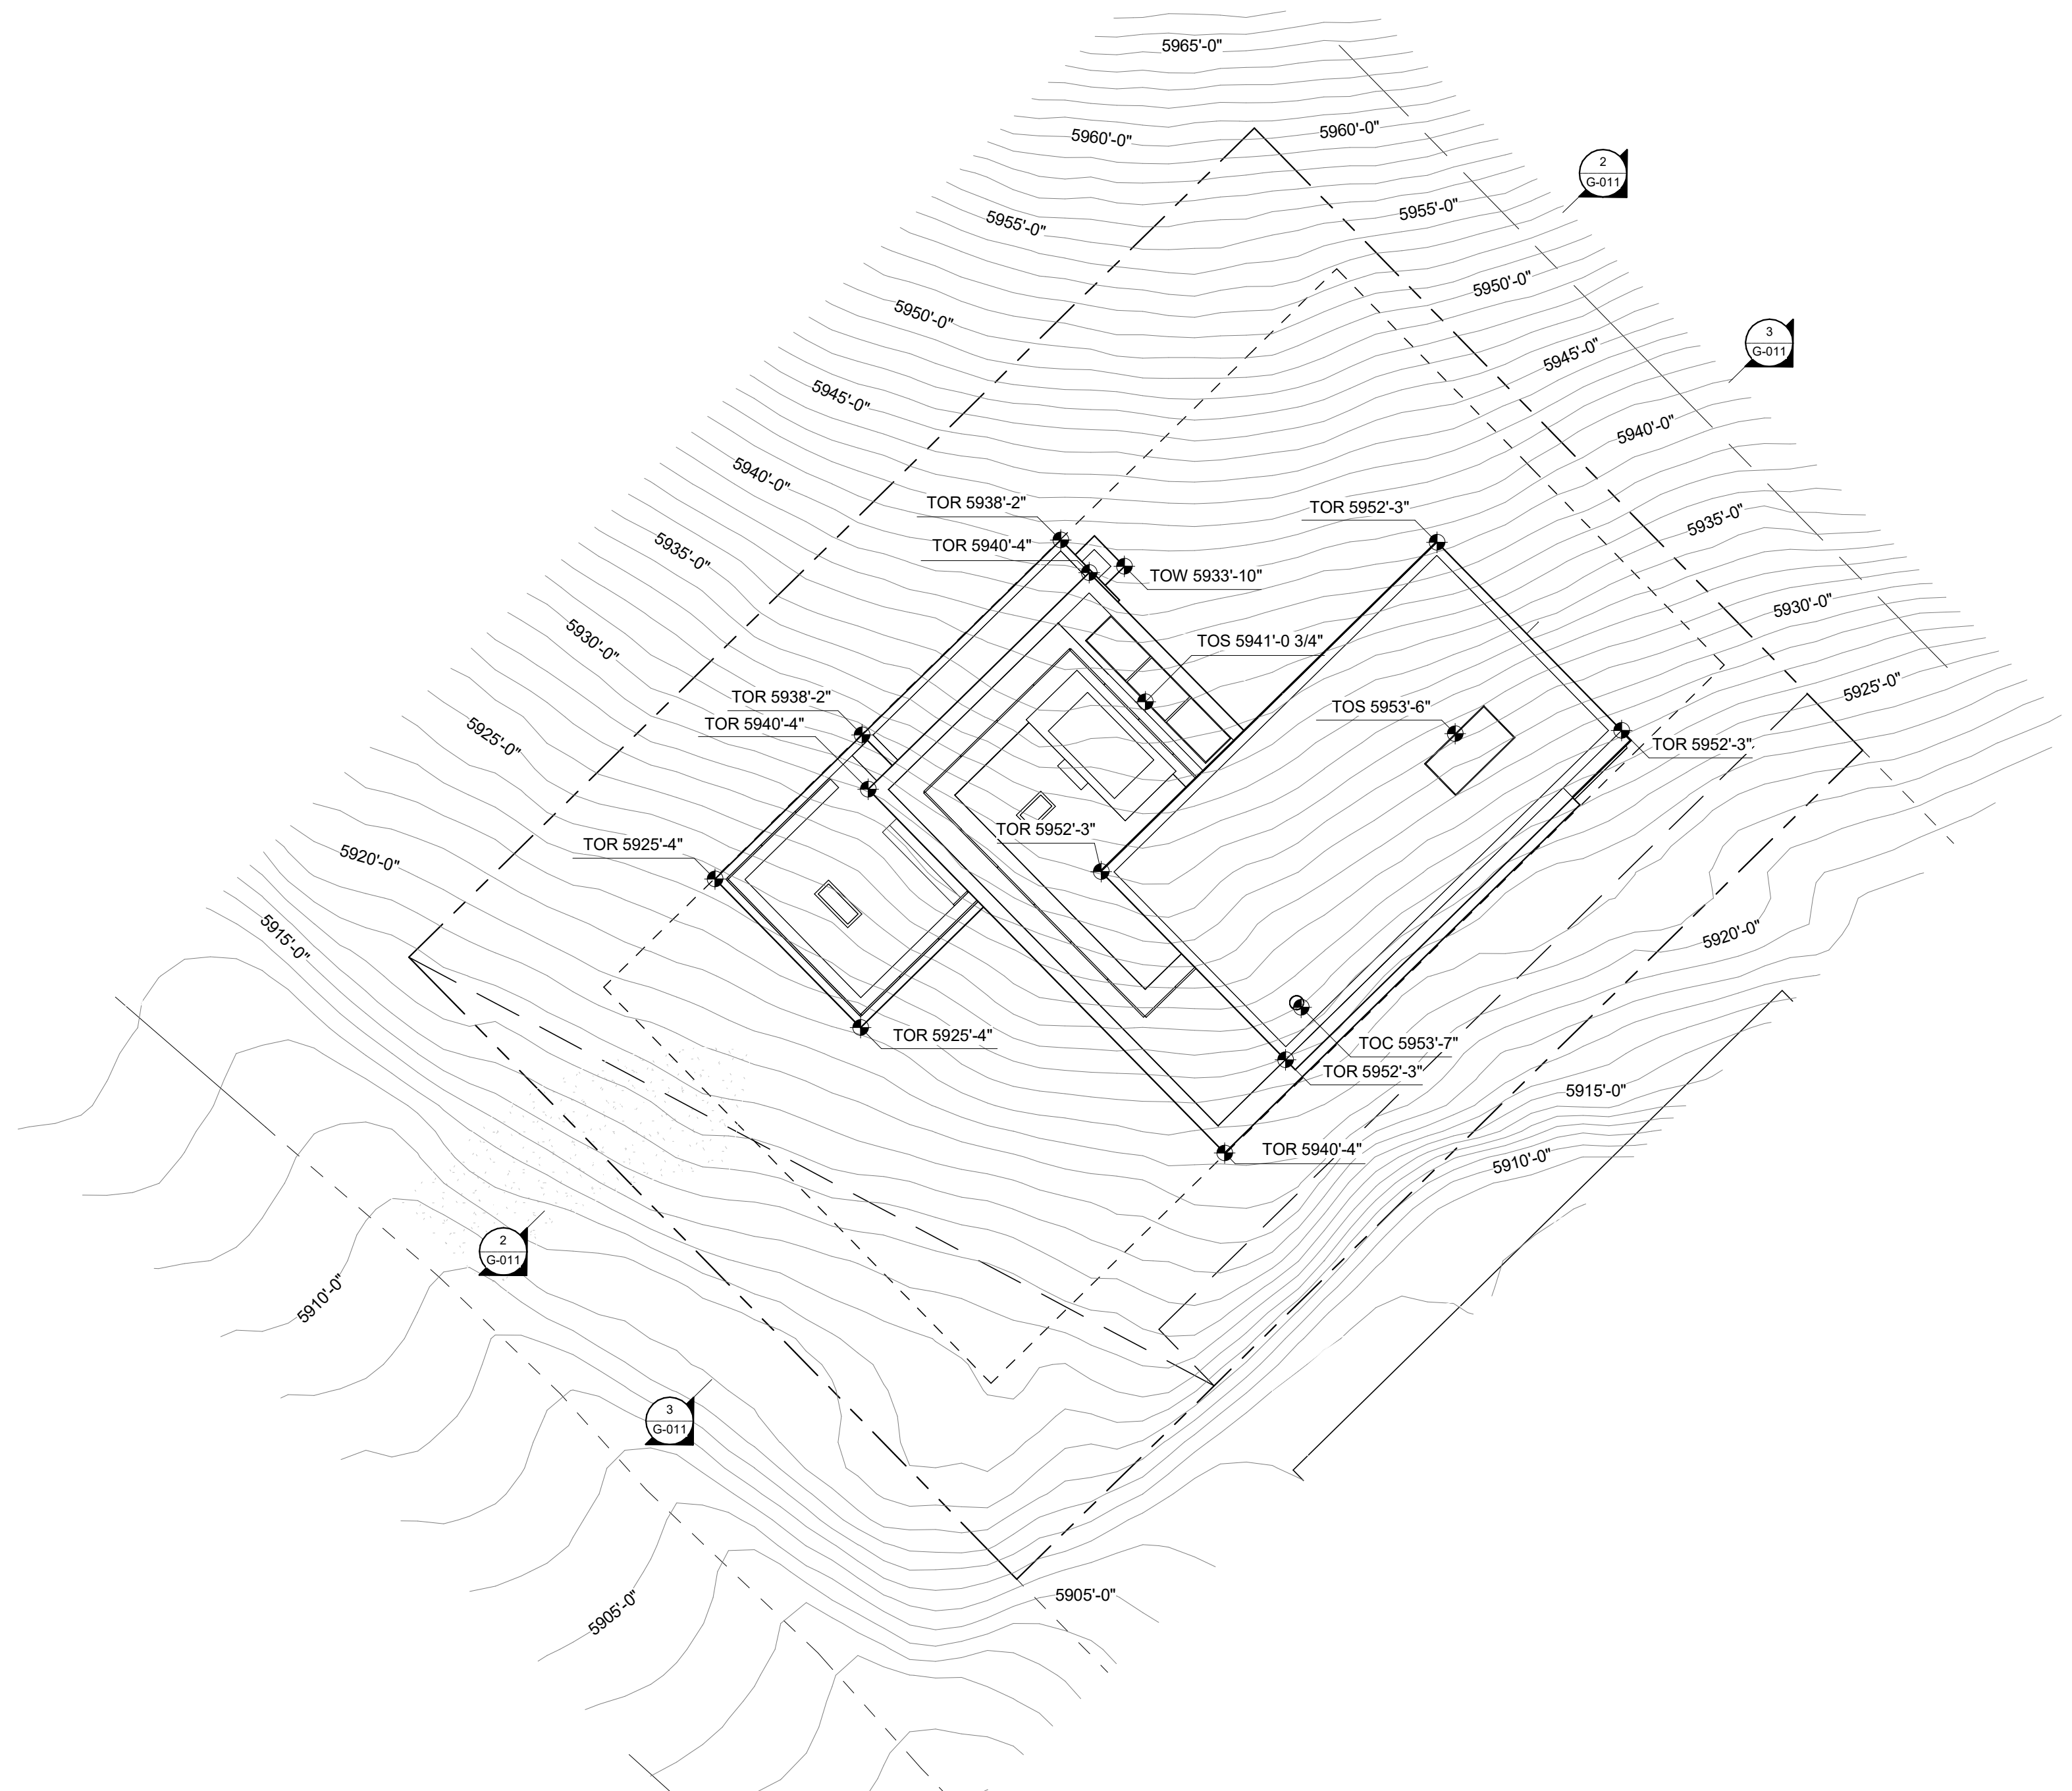 5965'-0"
5960'-0"
5960'-0"
2
G-011
5955'-0"
5955'-0"
5950'-0"
5950'-0"
3
G-011
5945'-0"
5945'-0"
5940'-0"
5940'-0"
TOR 5938'-2"
TOR 5952'-3"
5935'-0"
5935'-0"
TOR 5940'-4"
TOW 5933'-10"
5930'-0"
5930'-0"
TOS 5941'-0 3/4"
5925'-0"
TOR 5938'-2"
TOS 5953'-6"
TOR 5940'-4"
5925'-0"
TOR 5952'-3"
TOR 5952'-3"
TOR 5925'-4"
5920'-0"
5920'-0"
5915'-0"
TOR 5925'-4"
TOC 5953'-7"
TOR 5952'-3"
5915'-0"
TOR 5940'-4"
5910'-0"
2
G-011
5910'-0"
3
G-011
5905'-0"
5905'-0"